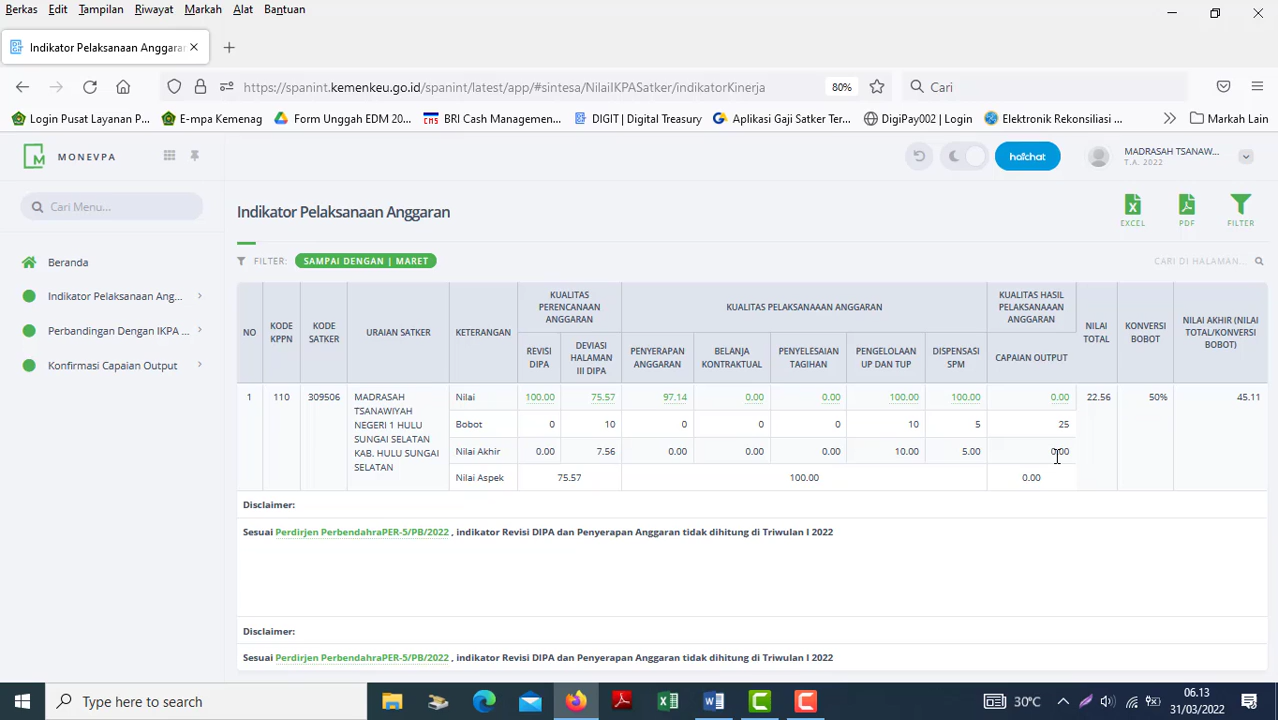 Berkas Edit Tampilan Riwayat Markah Alat Bantuan
Indikator Pelaksanaan Anggaran
https://spanint.kemenkeu.go.id/spanint/latest/app/#sintesa/NilaiIKPASatker/indikatorKinerja 80% Cari
Login Pusat Layanan P... E-mpa Kemenag Form Unggah EDM 20... BRI Cash Managemen... DIGIT | Digital Treasury Aplikasi Gaji Satker Ter... DigiPay002 | Login Elektronik Rekonsiliasi ... Markah Lain
MONEVPA
haichat
MADRASAH TSANAW...
T.A. 2022
Cari Menu...
Beranda
Indikator Pelaksanaan Ang...
Perbandingan Dengan IKPA ...
Konfirmasi Capaian Output
Indikator Pelaksanaan Anggaran
EXCEL PDF FILTER
FILTER: SAMPAI DENGAN | MARET CARI DI HALAMAN...
NO
KODE
KPPN
KODE
SATKER
URAIAN SATKER
KETERANGAN
KUALITAS
PERENCANAAN
ANGGARAN
KUALITAS PELAKSANAAAN ANGGARAN
KUALITAS HASIL
PELAKSANAAAN
ANGGARAN
NILAI
TOTAL
KONVERSI
BOBOT
NILAI AKHIR (NILAI
TOTAL/KONVERSI
BOBOT)
REVISI
DIPA
DEVIASI
HALAMAN
III DIPA
PENYERAPAN
ANGGARAN
BELANJA
KONTRAKTUAL
PENYELESAIAN
TAGIHAN
PENGELOLAAN
UP DAN TUP
DISPENSASI
SPM
CAPAIAN OUTPUT
1 110 309506
MADRASAH
TSANAWIYAH
NEGERI 1 HULU
SUNGAI SELATAN
KAB. HULU SUNGAI
SELATAN
Nilai 100.00 75.57 97.14 0.00 0.00 100.00 100.00 0.00 22.56 50% 45.11
Bobot 0 10 0 0 0 10 5 25
Nilai Akhir 0.00 7.56 0.00 0.00 0.00 10.00 5.00 0.00
Nilai Aspek 75.57 100.00 0.00
Disclaimer:
Sesuai Perdirjen PerbendahraPER-5/PB/2022 , indikator Revisi DIPA dan Penyerapan Anggaran tidak dihitung di Triwulan I 2022
Disclaimer:
Sesuai Perdirjen PerbendahraPER-5/PB/2022 , indikator Revisi DIPA dan Penyerapan Anggaran tidak dihitung di Triwulan I 2022
Type here to search
30°C
06.13
31/03/2022